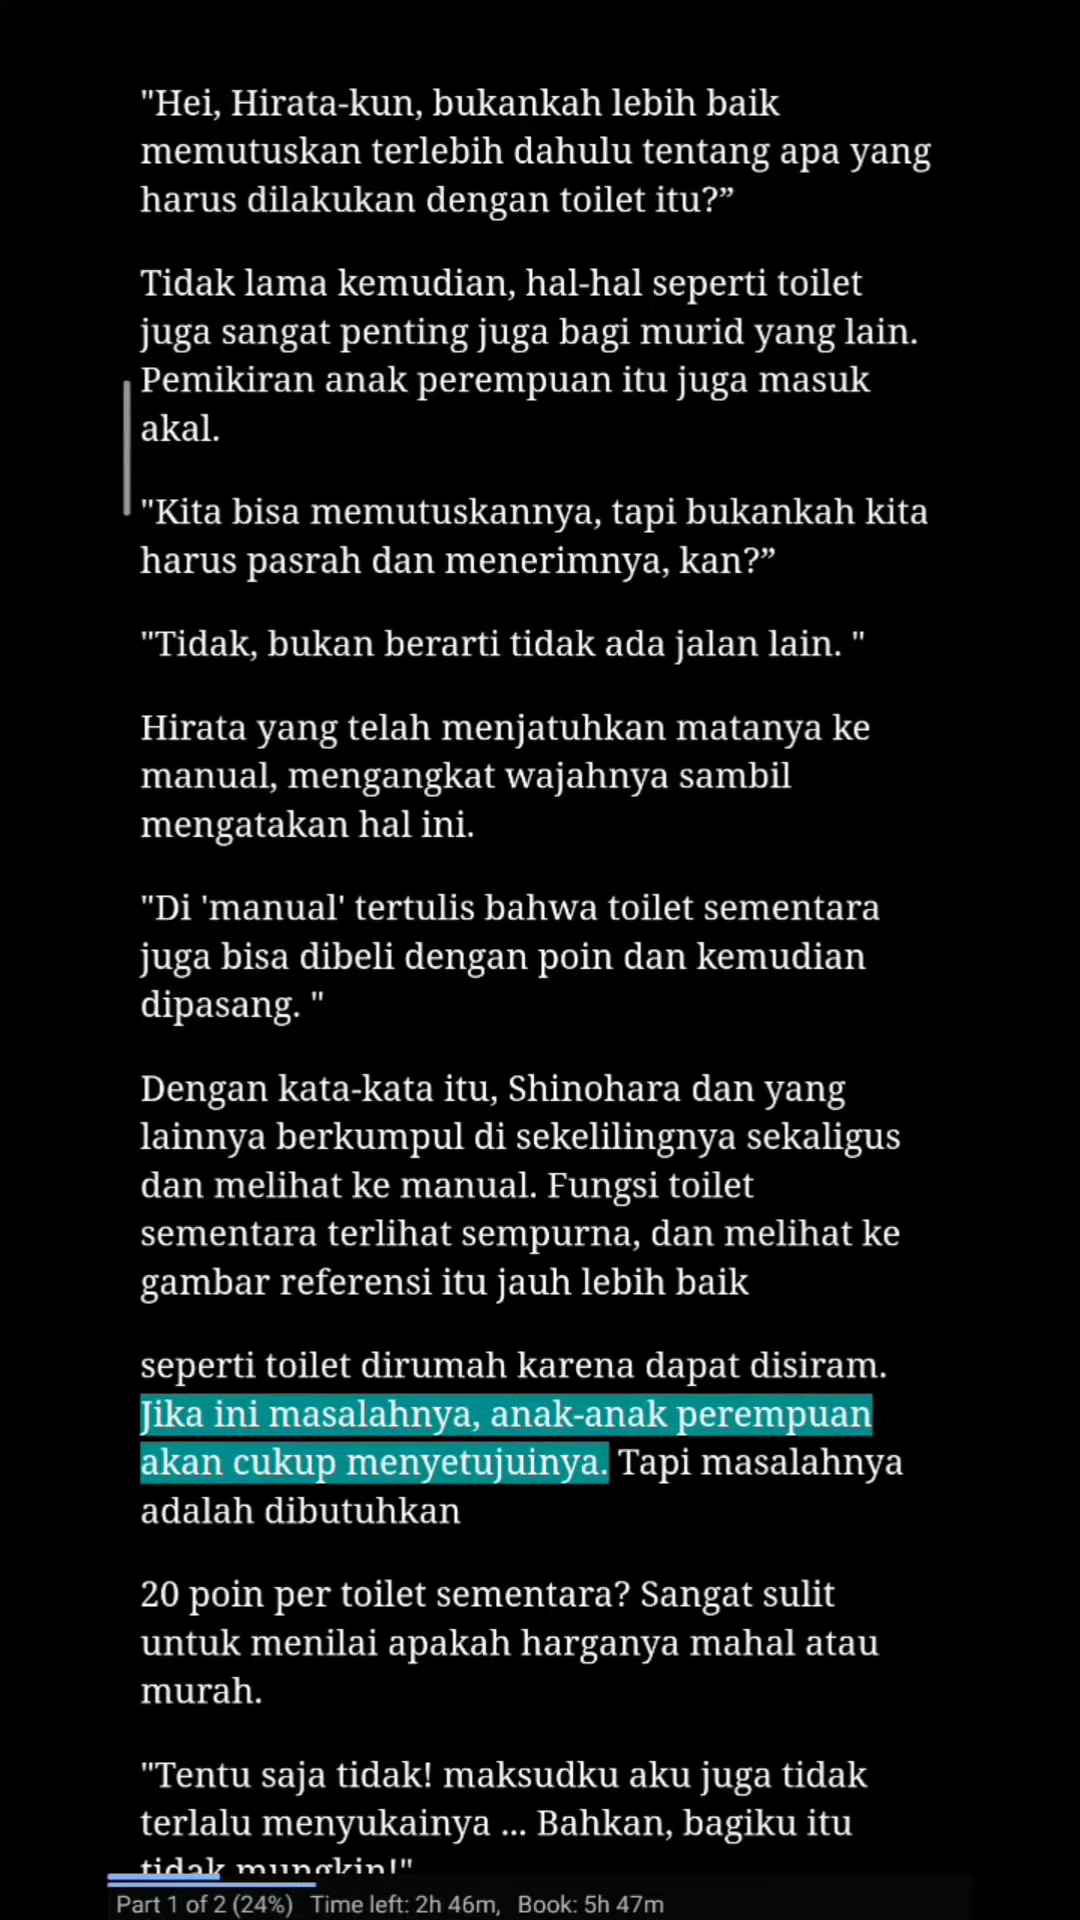 "Hei, Hirata-kun, bukankah lebih baik
memutuskan terlebih dahulu tentang apa yang
harus dilakukan dengan toilet itu?”
Tidak lama kemudian, hal-hal seperti toilet
juga sangat penting juga bagi murid yang lain.
Pemikiran anak perempuan itu juga masuk
akal.
"Kita bisa memutuskannya, tapi bukankah kita
harus pasrah dan menerimnya, kan?”
"Tidak, bukan berarti tidak ada jalan lain. "
Hirata yang telah menjatuhkan matanya ke
manual, mengangkat wajahnya sambil
mengatakan hal ini.
"Di 'manual' tertulis bahwa toilet sementara
juga bisa dibeli dengan poin dan kemudian
dipasang. "
Dengan kata-kata itu, Shinohara dan yang
lainnya berkumpul di sekelilingnya sekaligus
dan melihat ke manual. Fungsi toilet
sementara terlihat sempurna, dan melihat ke
gambar referensi itu jauh lebih baik
seperti toilet dirumah karena dapat disiram.
Jika ini masalahnya, anak-anak perempuan
akan cukup menyetujuinya. Tapi masalahnya
adalah dibutuhkan
20 poin per toilet sementara? Sangat sulit
untuk menilai apakah harganya mahal atau
murah.
"Tentu saja tidak! maksudku aku juga tidak
terlalu menyukainya ... Bahkan, bagiku itu
tidak mungkin!"
Part 1 of 2 (24%) Time left: 2h 46m, Book: 5h 47m